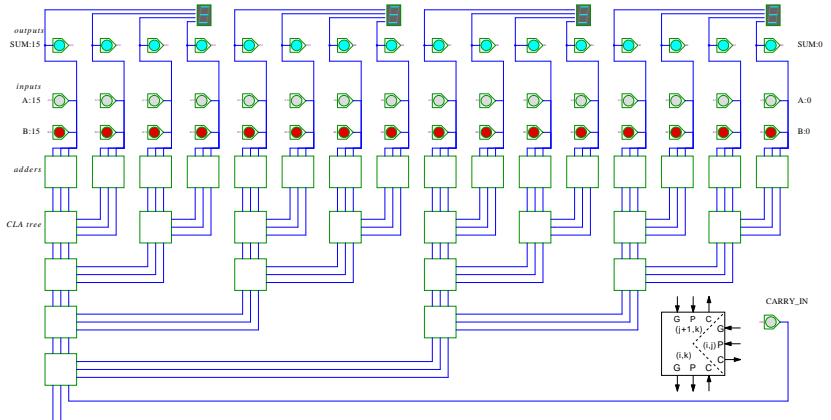 outputs
SUM:15
SUM:0
inputs
A:15
A:0
B:15
B:0
adders
CLA tree
CARRY_IN
G P C
(j+1,k)
G
(i,j) P
(i,k)
C
G P C